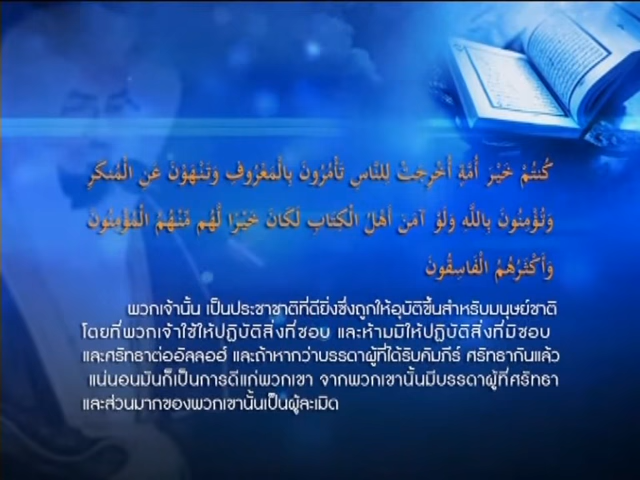 كُنتُمْ خَيْرَ أُمَّةٍ أُخْرِجَتْ لِلنَّاسِ تَأْمُرُونَ بِالْمَعْرُوفِ وَتَنْهَوْنَ عَنِ الْمُنكَرِ
وَتُؤْمِنُونَ بِاللَّهِ وَلَوْ آمَنَ أَهْلُ الْكِتَابِ لَكَانَ خَيْرًا لَّهُم مِّنْهُمُ الْمُؤْمِنُونَ
وَأَكْثَرُهُمُ الْفَاسِقُونَ
พวกเจ้านั้น เป็นประชาชาติที่ดียิ่งซึ่งถูกให้อุบัติขึ้นสำหรับมนุษย์ชาติ
โดยที่พวกเจ้าใช้ให้ปฏิบัติสิ่งที่ชอบ และห้ามมิให้ปฏิบัติสิ่งที่มิชอบ
และศรัทธาต่ออัลลอฮ์ และถ้าหากว่าบรรดาผู้ที่ได้รับคัมภีร์ ศรัทธากันแล้ว
แน่นอนมันก็เป็นการดีแก่พวกเขา จากพวกเขานั้นมีบรรดาผู้ที่ศรัทธา
และส่วนมากของพวกเขานั้นเป็นผู้ละเมิด